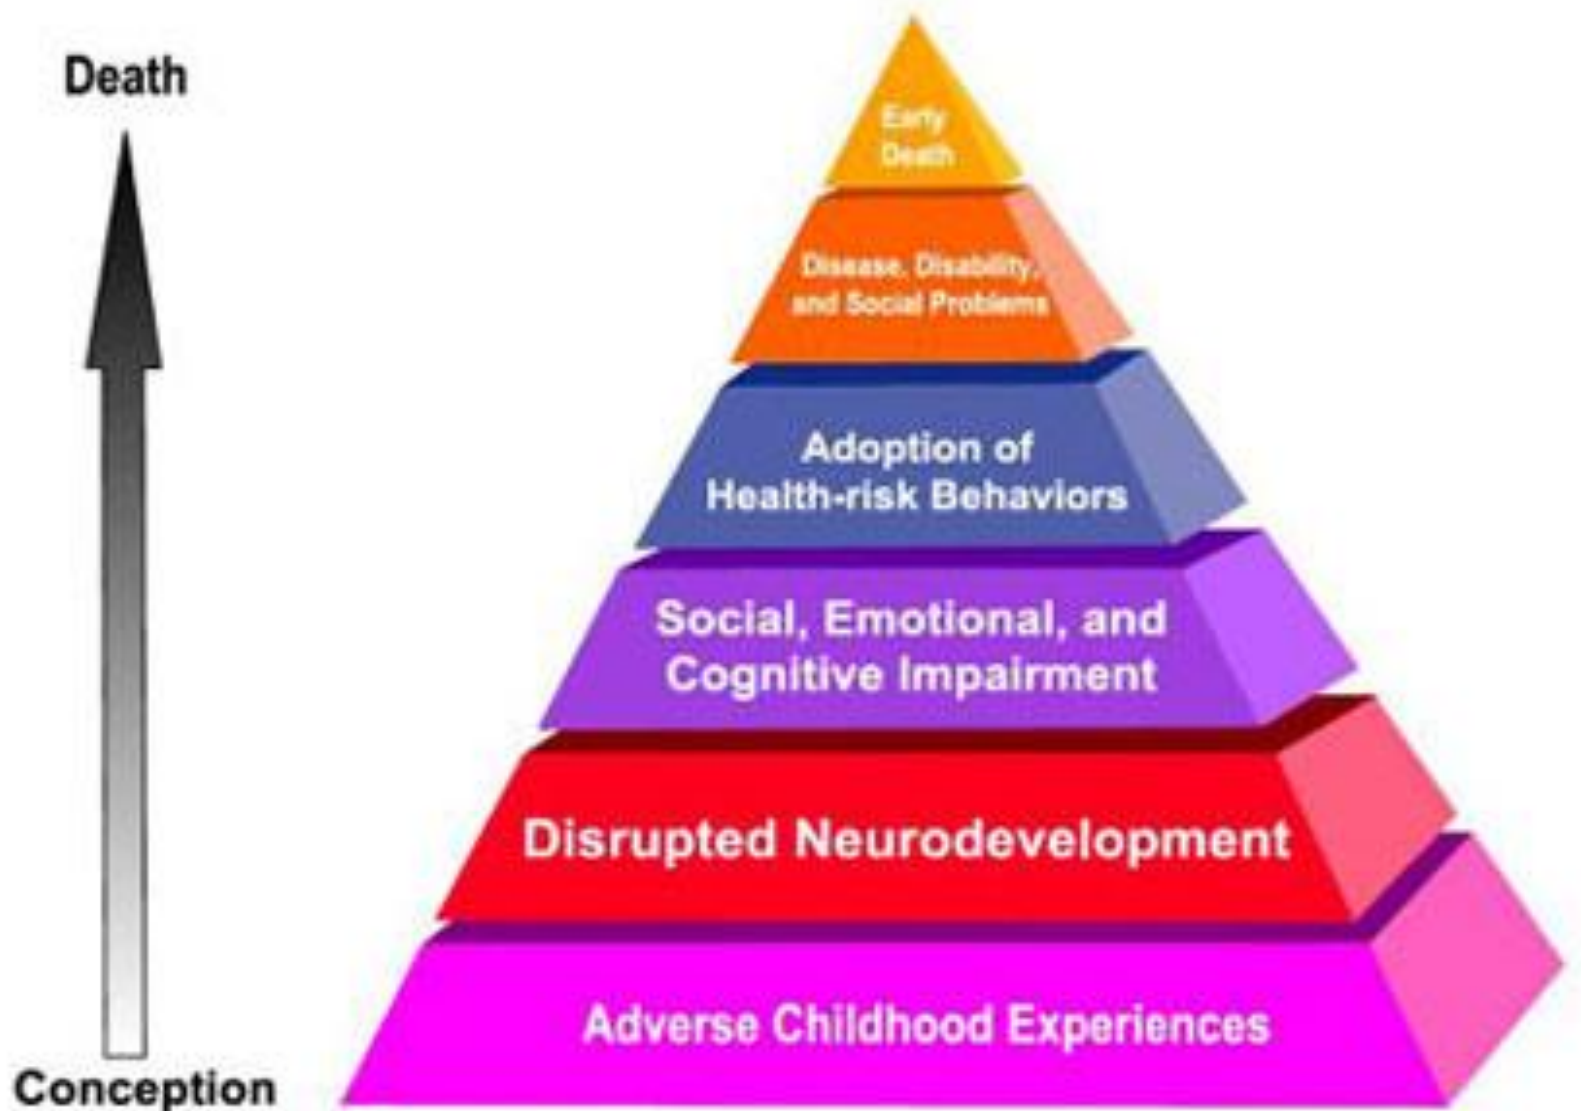 Death
Early
Death
Disease, Disability,
and Social Problems
Adoption of
Health-risk Behaviors
Social, Emotional, and
Cognitive Impairment
Disrupted Neurodevelopment
Adverse Childhood Experiences
Conception